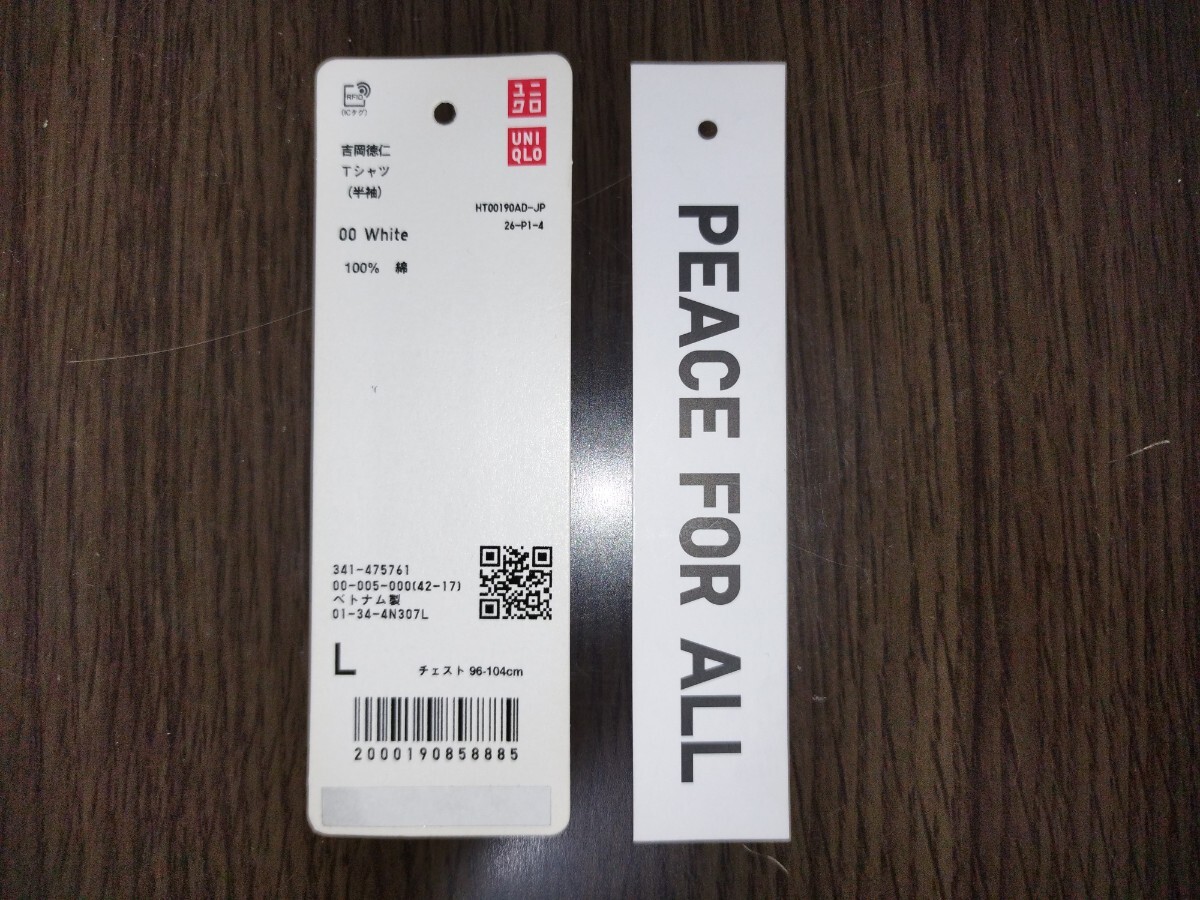 RFID
(ICタグ)
ユニ
クロ
UNI
QLO
吉岡徳仁
Tシャツ
(半袖)
HT00190AD-JP
26-P1-4
00 White
100% 綿
341-475761
00-005-000(42-17)
ベトナム製
01-34-4N307L
L
チェスト 96-104cm
2000190858885
PEACE FOR ALL